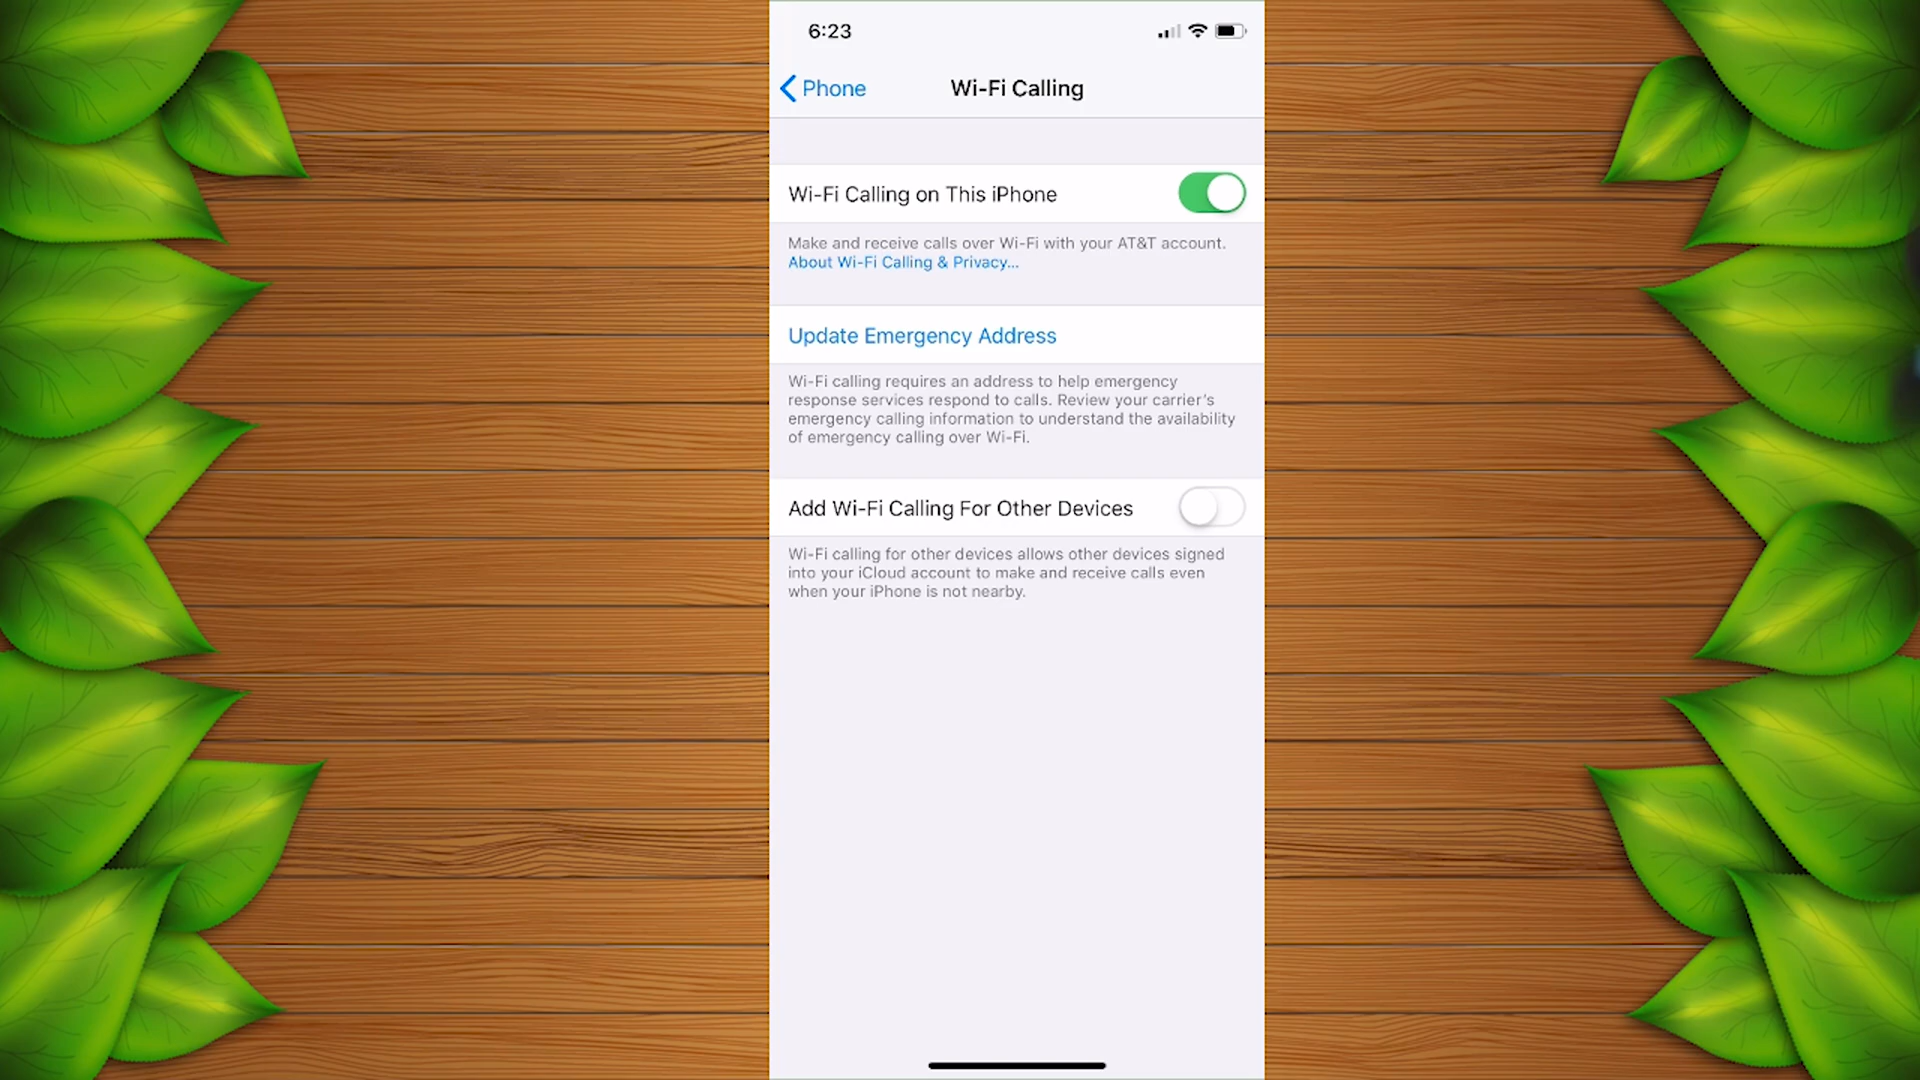 6:23
Phone
Wi-Fi Calling
Wi-Fi Calling on This iPhone
Make and receive calls over Wi-Fi with your AT&T account.
About Wi-Fi Calling & Privacy...
Update Emergency Address
Wi-Fi calling requires an address to help emergency
response services respond to calls. Review your carrier's
emergency calling information to understand the availability
of emergency calling over Wi-Fi.
Add Wi-Fi Calling For Other Devices
Wi-Fi calling for other devices allows other devices signed
into your iCloud account to make and receive calls even
when your iPhone is not nearby.